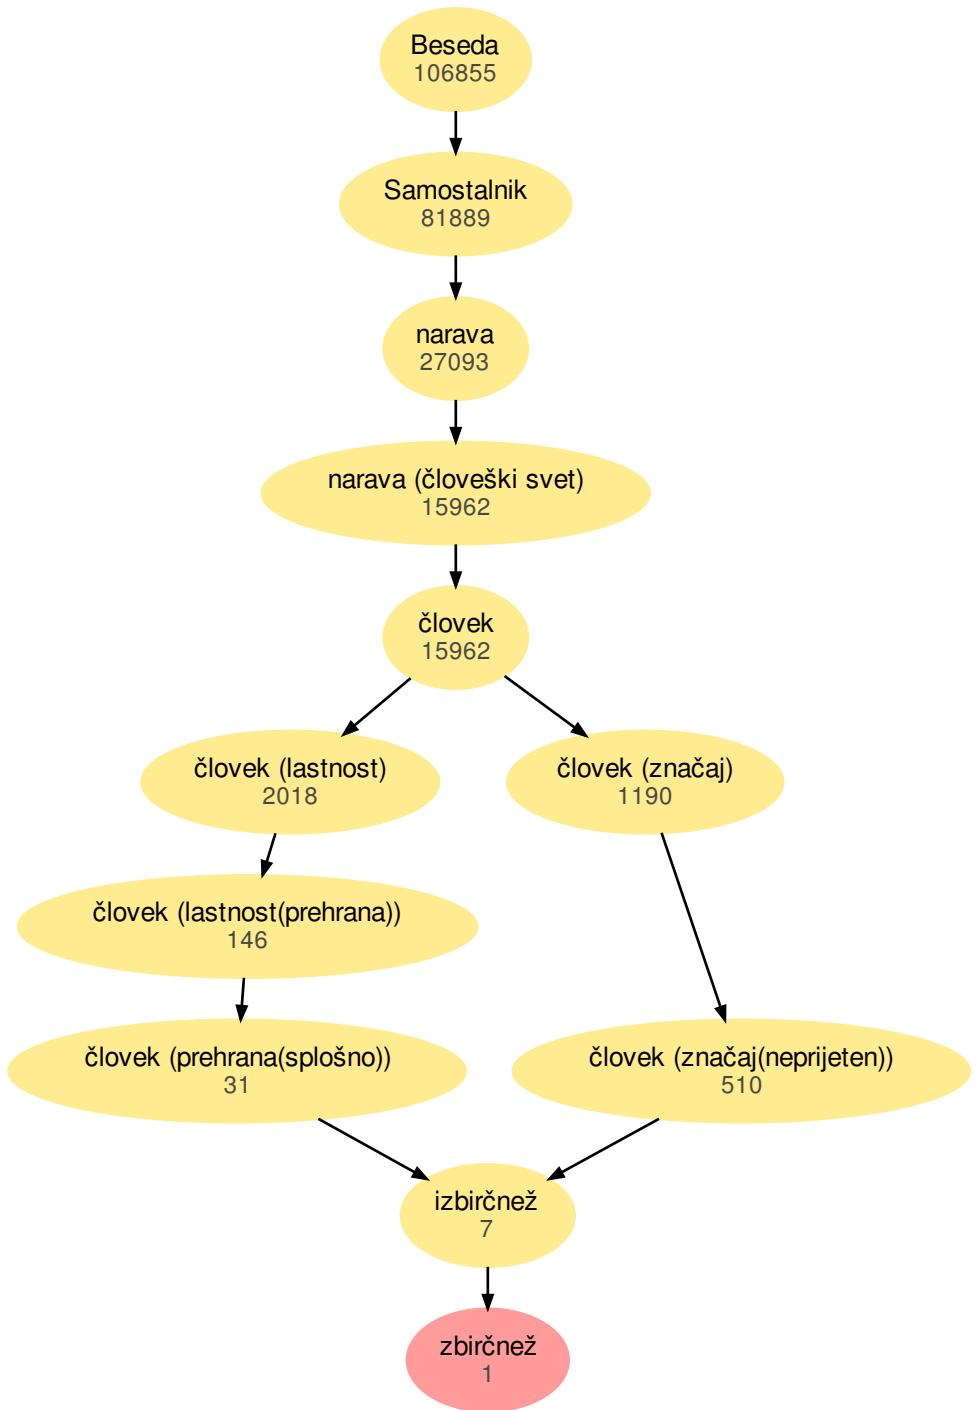 Beseda
106855
Samostalnik
81889
narava
27093
narava (človeški svet)
15962
človek
15962
človek (lastnost)
2018
človek (značaj)
1190
človek (lastnost(prehrana))
146
človek (prehrana(splošno))
31
človek (značaj(neprijeten))
510
izbirčnež
7
zbirčnež
1